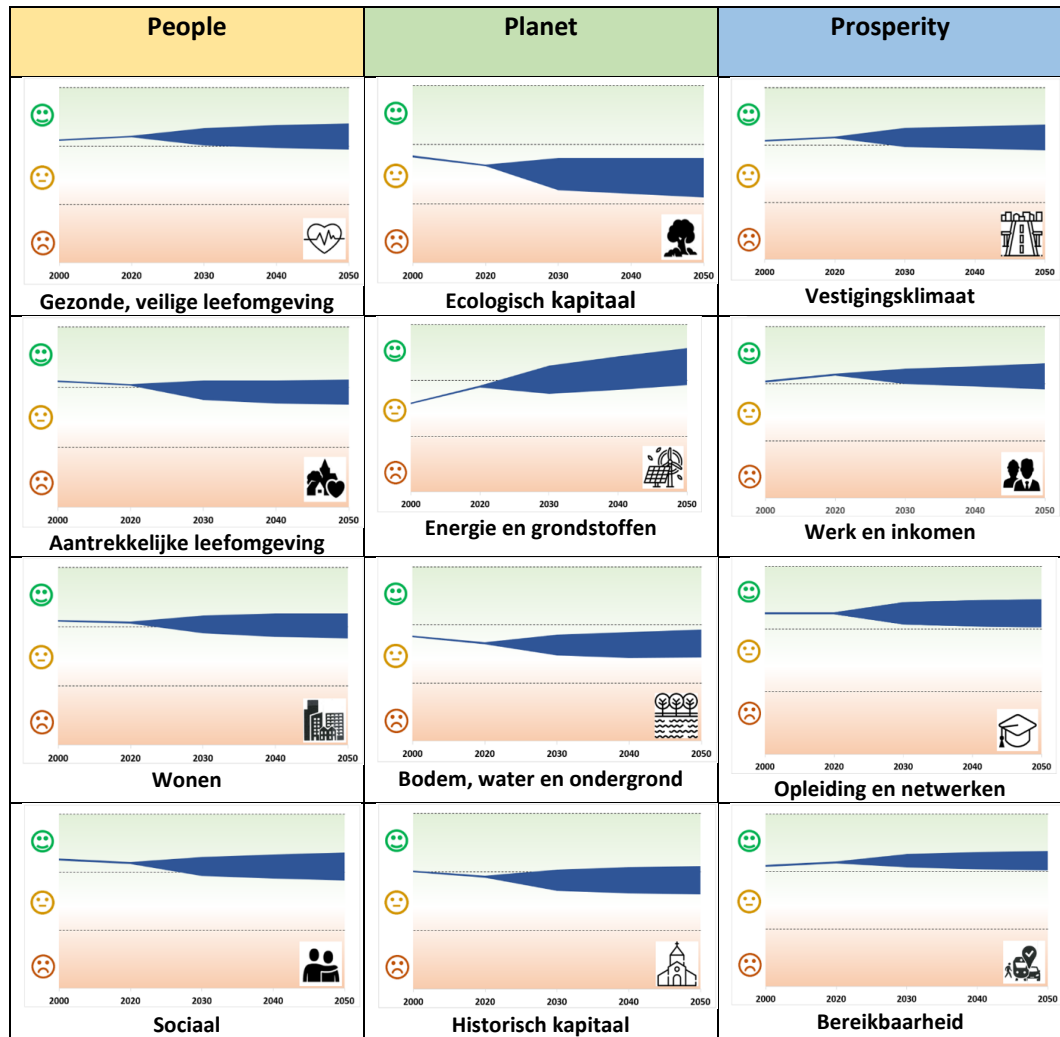 People Planet Prosperity
2000 2020 2030 2040 2050
Gezonde, veilige leefomgeving
2000 2020 2030 2040 2050
Ecologisch kapitaal
2000 2020 2030 2040 2050
Vestigingsklimaat
2000 2020 2030 2040 2050
Aantrekkelijke leefomgeving
2000 2020 2030 2040 2050
Energie en grondstoffen
2000 2020 2030 2040 2050
Werk en inkomen
2000 2020 2030 2040 2050
Wonen
2000 2020 2030 2040 2050
Bodem, water en ondergrond
2000 2020 2030 2040 2050
Opleiding en netwerken
2000 2020 2030 2040 2050
Sociaal
2000 2020 2030 2040 2050
Historisch kapitaal
2000 2020 2030 2040 2050
Bereikbaarheid